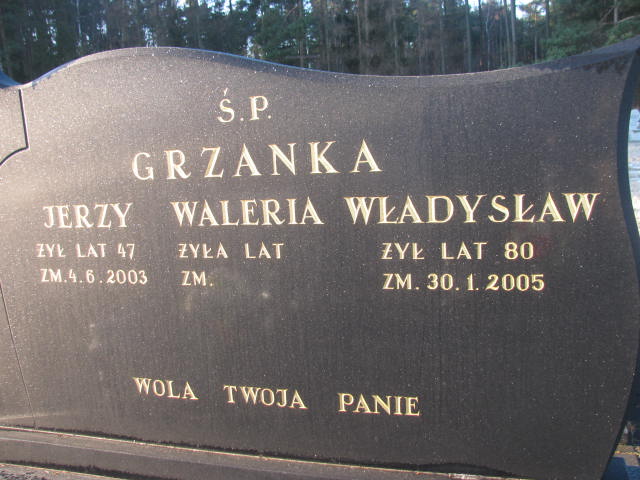 Ś.P.
GRZANKA
JERZY WALERIA WŁADYSŁAW
ŻYŁ LAT 47 ŻYŁA LAT ŻYŁ LAT 80
ZM. 4.6.2003 ZM. ZM. 30.1.2005
WOLA TWOJA PANIE